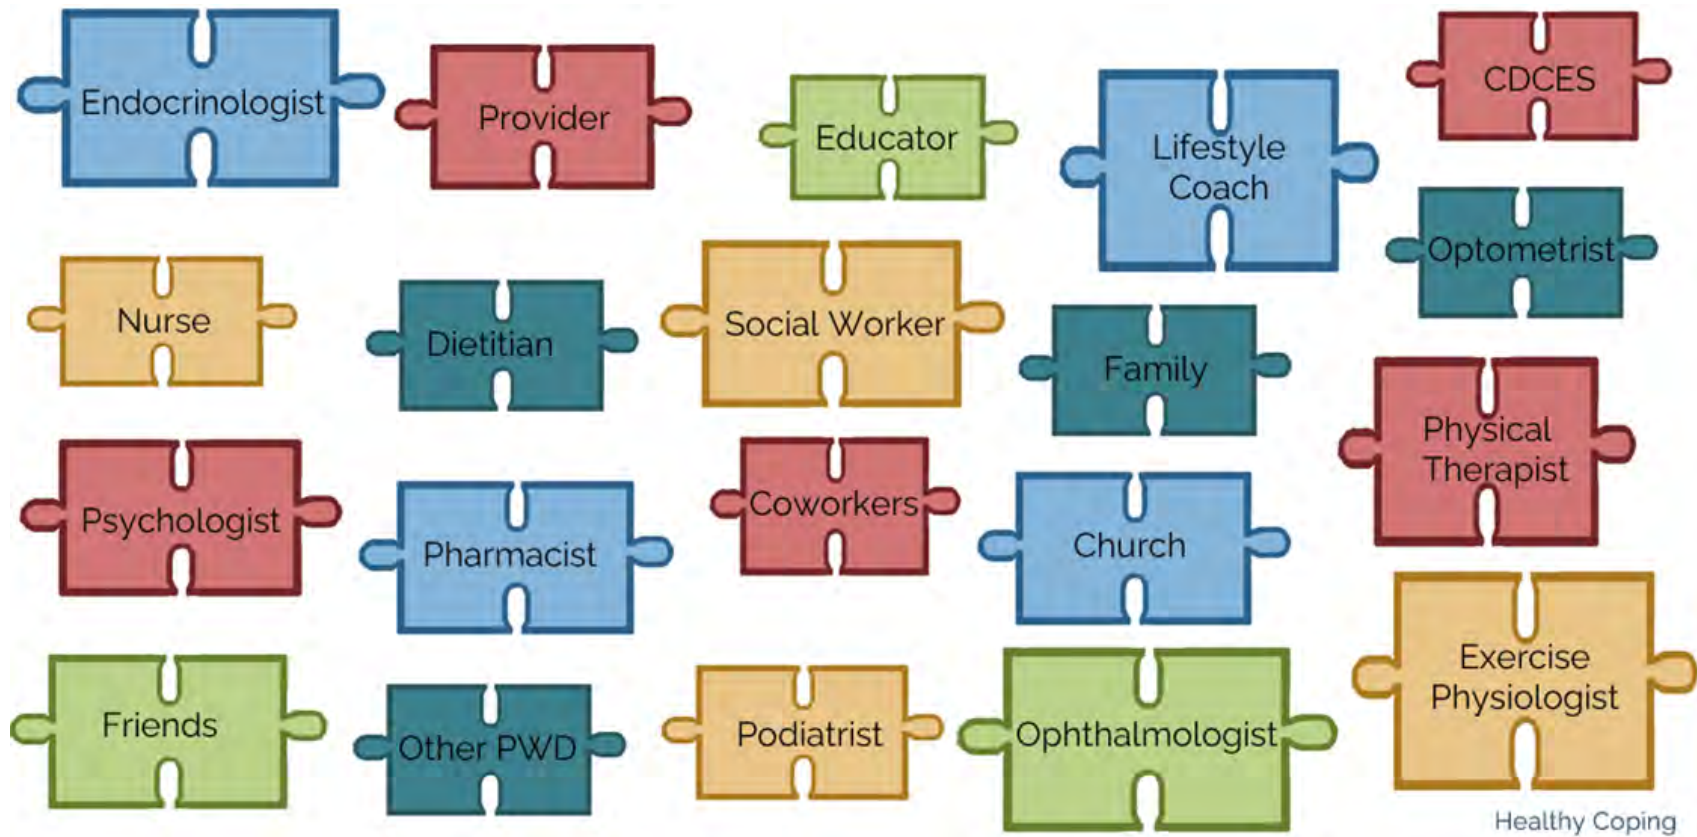 Endocrinologist
Provider
Educator
Lifestyle
Coach
CDCES
Optometrist
Nurse
Dietitian
Social Worker
Family
Physical
Therapist
Psychologist
Pharmacist
Coworkers
Church
Exercise
Physiologist
Friends
Other PWD
Podiatrist
Ophthalmologist
Healthy Coping